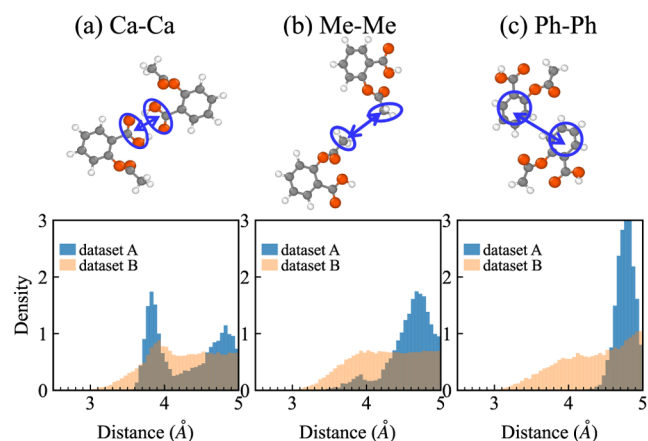 (a) Ca-Ca
(b) Me-Me
(c) Ph-Ph
3
2
1
0
Density
dataset A
dataset B
3
4
5
Distance (Å)
3
2
1
0
dataset A
dataset B
3
4
5
Distance (Å)
3
2
1
0
dataset A
dataset B
3
4
5
Distance (Å)